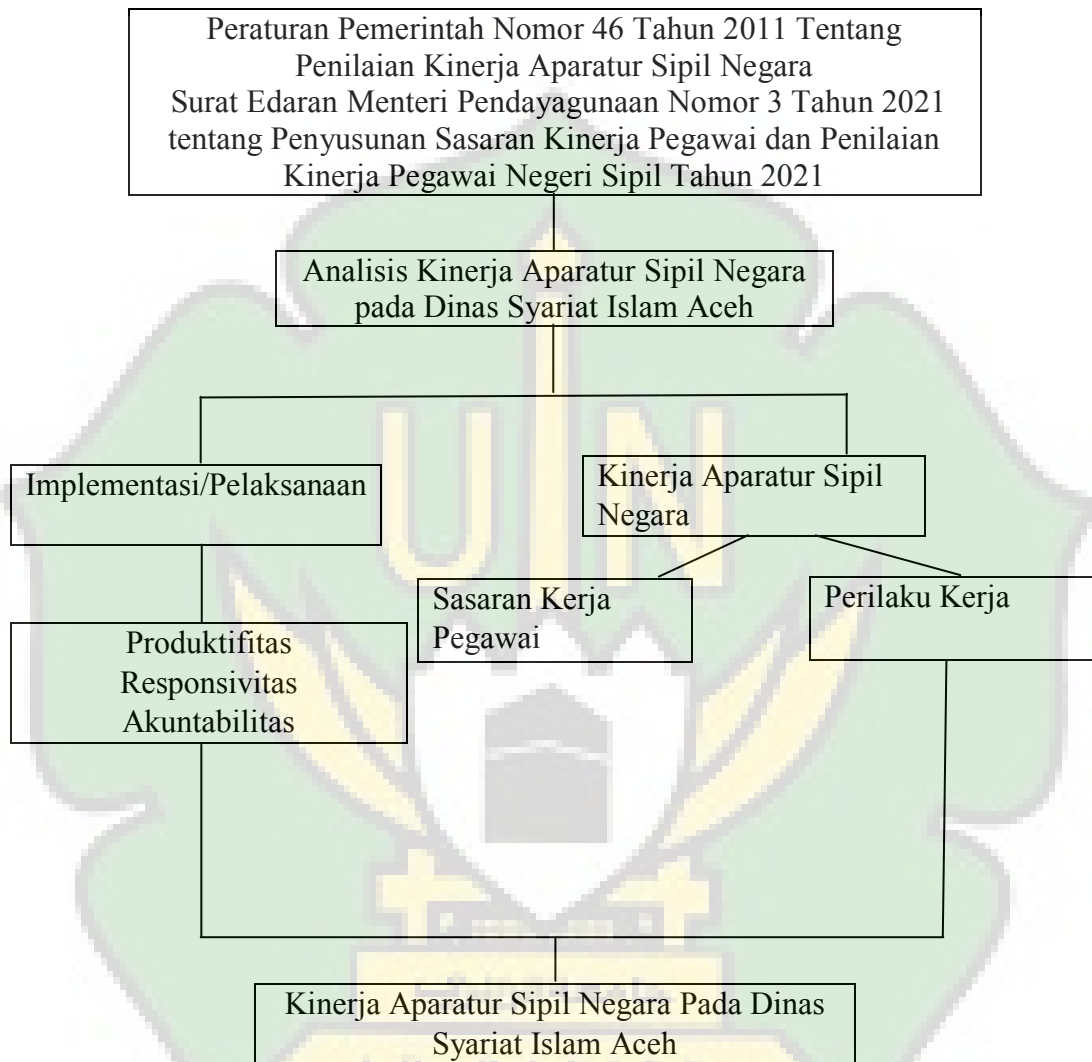 Peraturan Pemerintah Nomor 46 Tahun 2011 Tentang
Penilaian Kinerja Aparatur Sipil Negara
Surat Edaran Menteri Pendayagunaan Nomor 3 Tahun 2021
tentang Penyusunan Sasaran Kinerja Pegawai dan Penilaian
Kinerja Pegawai Negeri Sipil Tahun 2021
Analisis Kinerja Aparatur Sipil Negara
pada Dinas Syariat Islam Aceh
UIN
Implementasi/Pelaksanaan
Kinerja Aparatur Sipil
Negara
Sasaran Kerja
Pegawai
Perilaku Kerja
Produktifitas
Responsivitas
Akuntabilitas
Kinerja Aparatur Sipil Negara Pada Dinas
Syariat Islam Aceh